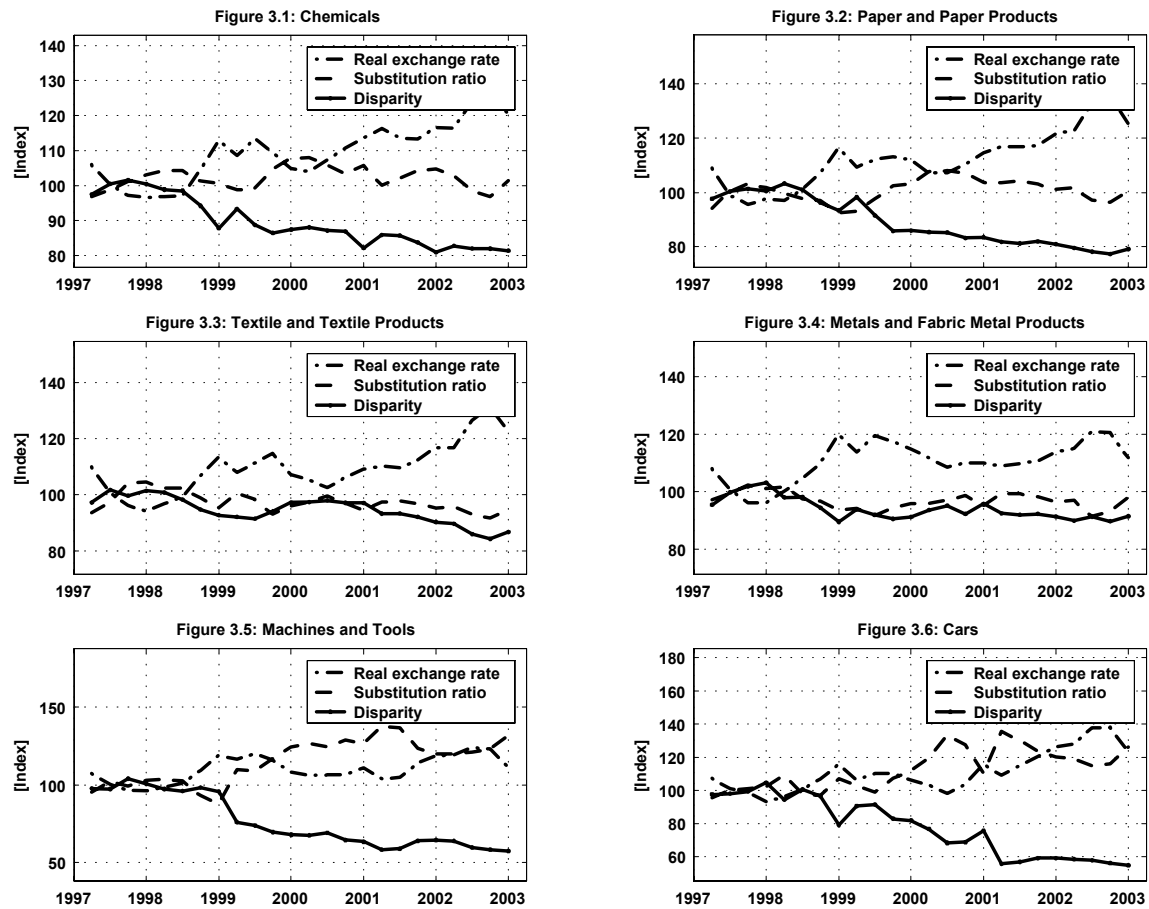 Figure 3.1: Chemicals
[Index]
140
130
120
110
100
90
80
1997 1998 1999 2000 2001 2002 2003
Real exchange rate
Substitution ratio
Disparity
Figure 3.2: Paper and Paper Products
140
120
100
80
1997 1998 1999 2000 2001 2002 2003
Real exchange rate
Substitution ratio
Disparity
Figure 3.3: Textile and Textile Products
[Index]
140
120
100
80
1997 1998 1999 2000 2001 2002 2003
Real exchange rate
Substitution ratio
Disparity
Figure 3.4: Metals and Fabric Metal Products
[Index]
140
120
100
80
1997 1998 1999 2000 2001 2002 2003
Real exchange rate
Substitution ratio
Disparity
Figure 3.5: Machines and Tools
[Index]
150
100
50
1997 1998 1999 2000 2001 2002 2003
Real exchange rate
Substitution ratio
Disparity
Figure 3.6: Cars
[Index]
180
160
140
120
100
80
60
1997 1998 1999 2000 2001 2002 2003
Real exchange rate
Substitution ratio
Disparity